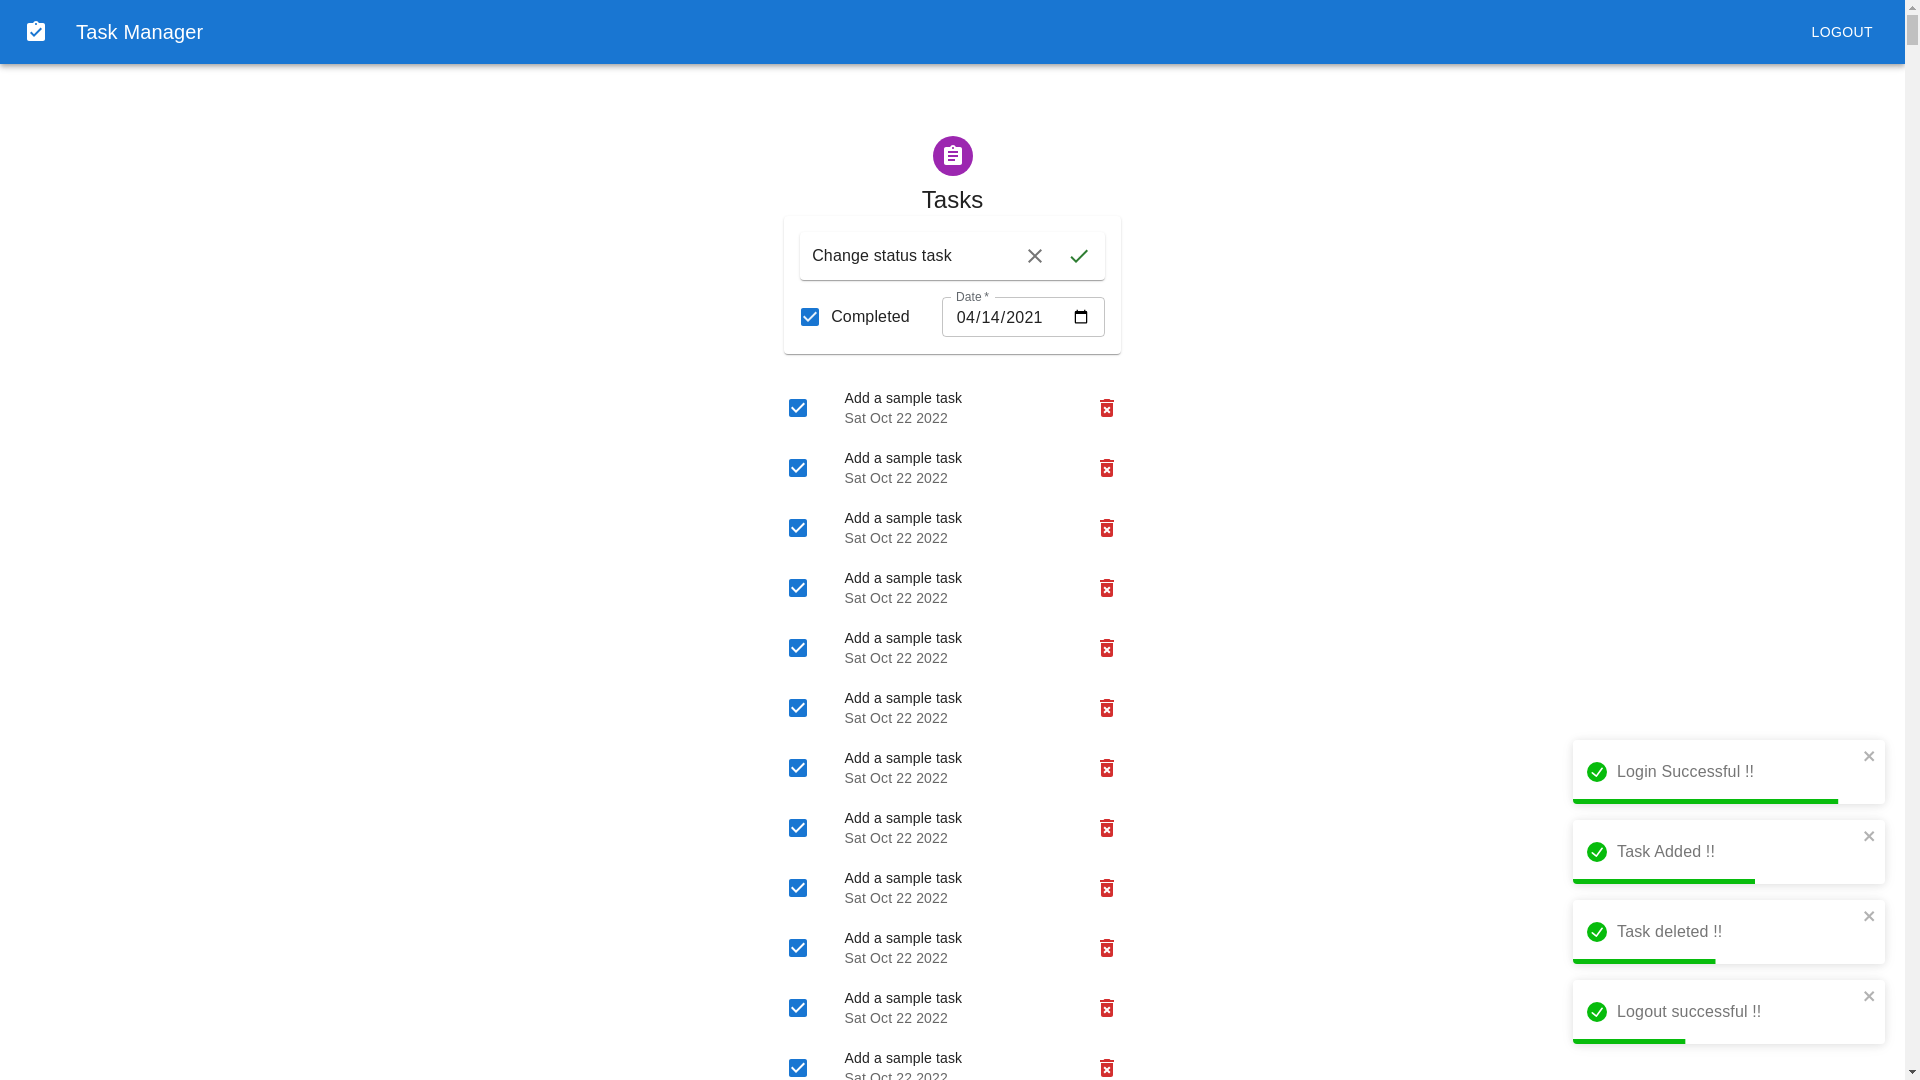 Task Manager
LOGOUT
Tasks
Change status task
Completed
Date *
04/14/2021
Add a sample task
Sat Oct 22 2022
Add a sample task
Sat Oct 22 2022
Add a sample task
Sat Oct 22 2022
Add a sample task
Sat Oct 22 2022
Add a sample task
Sat Oct 22 2022
Add a sample task
Sat Oct 22 2022
Add a sample task
Sat Oct 22 2022
Add a sample task
Sat Oct 22 2022
Add a sample task
Sat Oct 22 2022
Add a sample task
Sat Oct 22 2022
Add a sample task
Sat Oct 22 2022
Add a sample task
Sat Oct 22 2022
Login Successful !!
Task Added !!
Task deleted !!
Logout successful !!